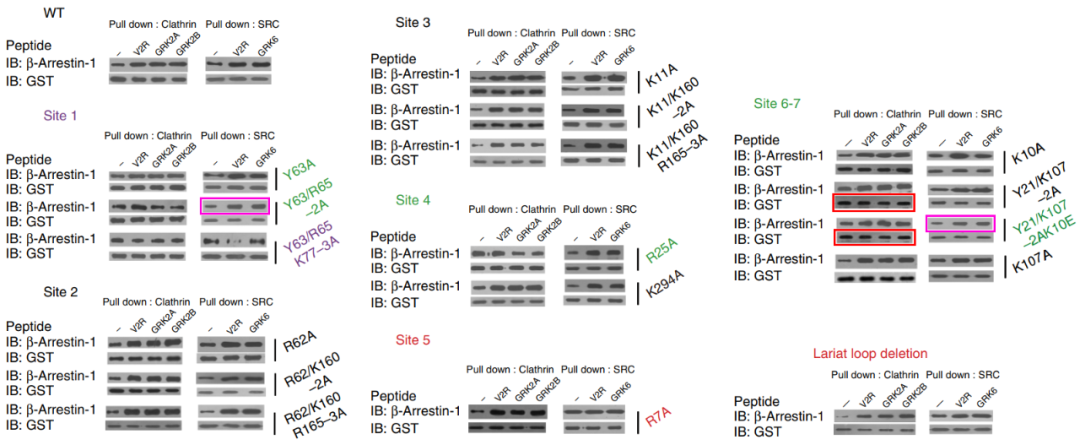 WT
Pull down : Clathrin Pull down : SRC
Peptide – V2R GRK2A GRK2B – V2R GRK6
IB: β-Arrestin-1
IB: GST
Site 1
Pull down : Clathrin Pull down : SRC
Peptide – V2R GRK2A GRK2B – V2R GRK6
IB: β-Arrestin-1
IB: GST
Y63A
IB: β-Arrestin-1
IB: GST
Y63/R65
–2A
IB: β-Arrestin-1
IB: GST
Y63/R65
K77–3A
Site 2
Pull down : Clathrin Pull down : SRC
Peptide – V2R GRK2A GRK2B – V2R GRK6
IB: β-Arrestin-1
IB: GST
R62A
IB: β-Arrestin-1
IB: GST
R62/K160
–2A
IB: β-Arrestin-1
IB: GST
R62/K160
R165–3A
Site 3
Pull down : Clathrin Pull down : SRC
Peptide – V2R GRK2A GRK2B – V2R GRK6
IB: β-Arrestin-1
IB: GST
K11A
IB: β-Arrestin-1
IB: GST
K11/K160
–2A
IB: β-Arrestin-1
IB: GST
K11/K160
R165–3A
Site 4
Pull down : Clathrin Pull down : SRC
Peptide – V2R GRK2A GRK2B – V2R GRK6
IB: β-Arrestin-1
IB: GST
R25A
IB: β-Arrestin-1
IB: GST
K294A
Site 5
Pull down : Clathrin Pull down : SRC
Peptide – V2R GRK2A GRK2B – V2R GRK6
IB: β-Arrestin-1
IB: GST
R7A
Site 6-7
Pull down : Clathrin Pull down : SRC
Peptide – V2R GRK2A GRK2B – V2R GRK6
IB: β-Arrestin-1
IB: GST
K10A
IB: β-Arrestin-1
IB: GST
Y21/K107
–2A
IB: β-Arrestin-1
IB: GST
Y21/K107
–2AK10E
IB: β-Arrestin-1
IB: GST
K107A
Lariat loop deletion
Pull down : Clathrin Pull down : SRC
Peptide – V2R GRK2A GRK2B – V2R GRK6
IB: β-Arrestin-1
IB: GST